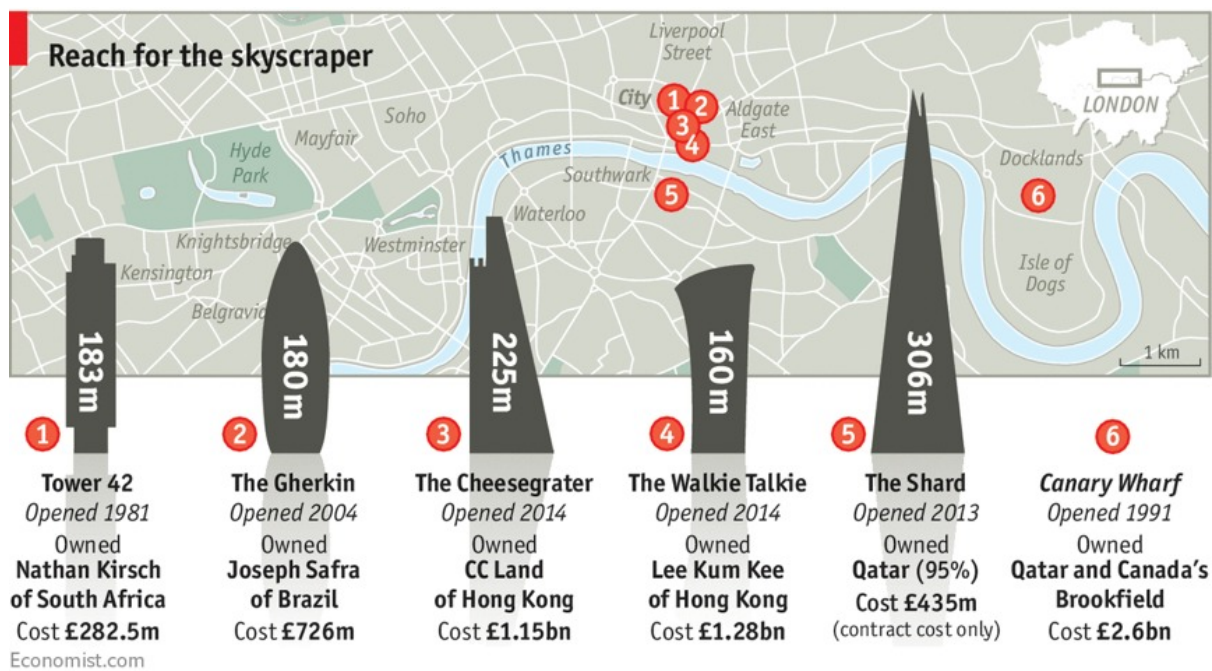 Reach for the skyscraper
Liverpool
Street
City
1
2
3
4
Aldgate
East
LONDON
Soho
Mayfair
Hyde
Park
Thames
Southwark
5
Docklands
6
Waterloo
Knightsbridge
Westminster
Kensington
Belgravia
Isle of
Dogs
1 km
183m
180m
225m
160m
306m
1
Tower 42
Opened 1981
Owned
Nathan Kirsch
of South Africa
Cost £282.5m
2
The Gherkin
Opened 2004
Owned
Joseph Safra
of Brazil
Cost £726m
3
The Cheesegrater
Opened 2014
Owned
CC Land
of Hong Kong
Cost £1.15bn
4
The Walkie Talkie
Opened 2014
Owned
Lee Kum Kee
of Hong Kong
Cost £1.28bn
5
The Shard
Opened 2013
Owned
Qatar (95%)
Cost £435m
(contract cost only)
6
Canary Wharf
Opened 1991
Owned
Qatar and Canada's
Brookfield
Cost £2.6bn
Economist.com